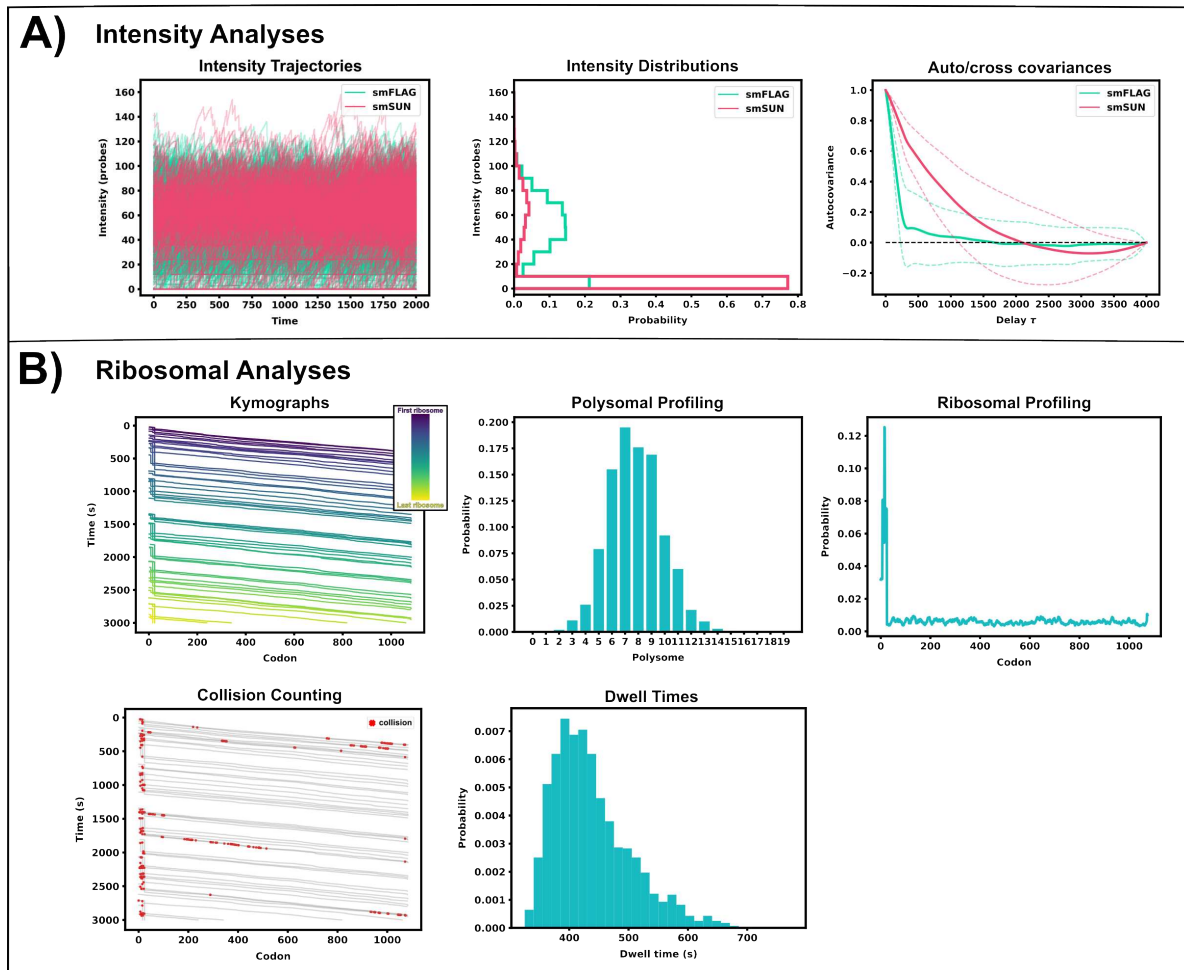 A) Intensity Analyses
Intensity Trajectories
Intensity (probes)
160
140
120
100
80
60
40
20
0
smFLAG
smSUN
0 250 500 750 1000 1250 1500 1750 2000
Time
Intensity Distributions
Intensity (probes)
160
140
120
100
80
60
40
20
0
smFLAG
smSUN
0.0 0.1 0.2 0.3 0.4 0.5 0.6 0.7 0.8
Probability
Auto/cross covariances
Autocovariance
1.0
0.8
0.6
0.4
0.2
0.0
−0.2
smFLAG
smSUN
0 500 1000 1500 2000 2500 3000 3500 4000
Delay τ
B) Ribosomal Analyses
Kymographs
Time (s)
0
500
1000
1500
2000
2500
3000
First ribosome
Last ribosome
0 200 400 600 800 1000
Codon
Polysomal Profiling
Probability
0.200
0.175
0.150
0.125
0.100
0.075
0.050
0.025
0.000
0 1 2 3 4 5 6 7 8 9 10 11 12 13 14 15 16 17 18 19
Polysome
Ribosomal Profiling
Probability
0.12
0.10
0.08
0.06
0.04
0.02
0.00
0 200 400 600 800 1000
Codon
Collision Counting
Time (s)
0
500
1000
1500
2000
2500
3000
collision
0 200 400 600 800 1000
Codon
Dwell Times
Probability
0.007
0.006
0.005
0.004
0.003
0.002
0.001
0.000
400 500 600 700
Dwell time (s)